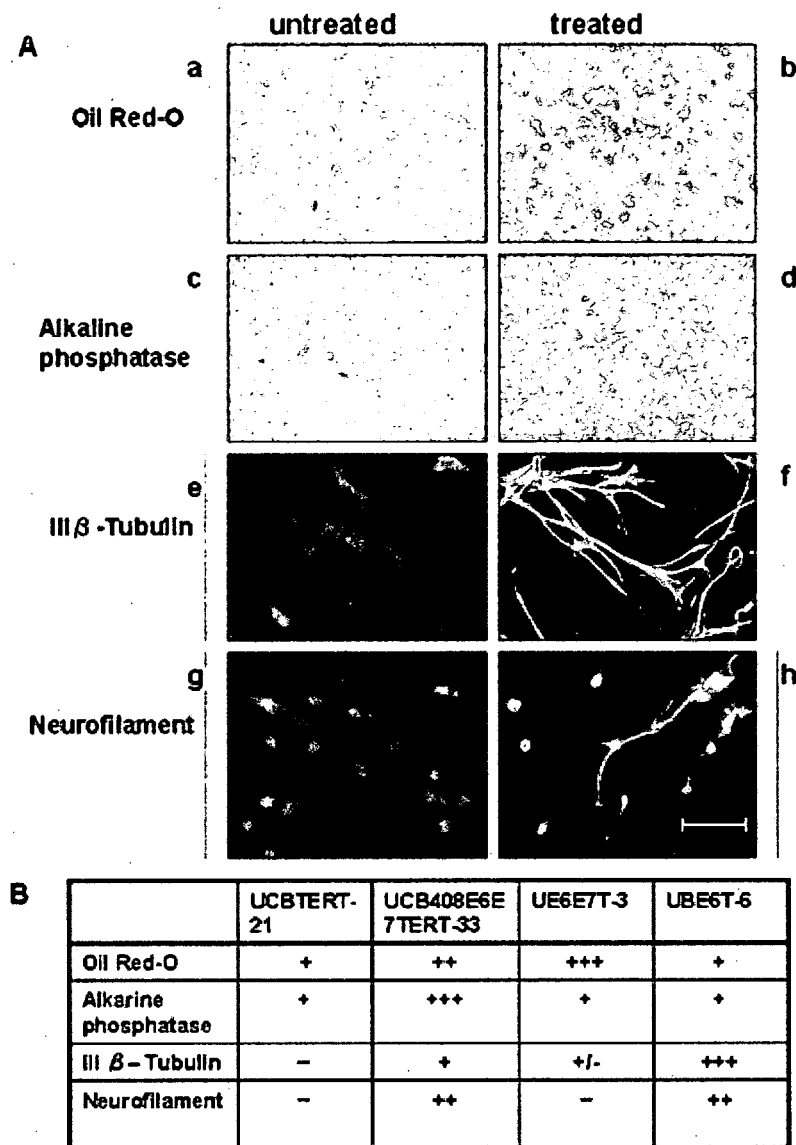 A
untreated
treated
a
b
Oil Red-O
c
d
Alkaline
phosphatase
e
f
III β -Tubulin
g
h
Neurofilament
B
UCBTERT-
21
UCB408E6E
7TERT-33
UE6E7T-3
UBE6T-6
Oil Red-O + ++ +++ +
Alkarine
phosphatase + +++ + +
III β - Tubulin - + +/- +++
Neurofilament - ++ - ++